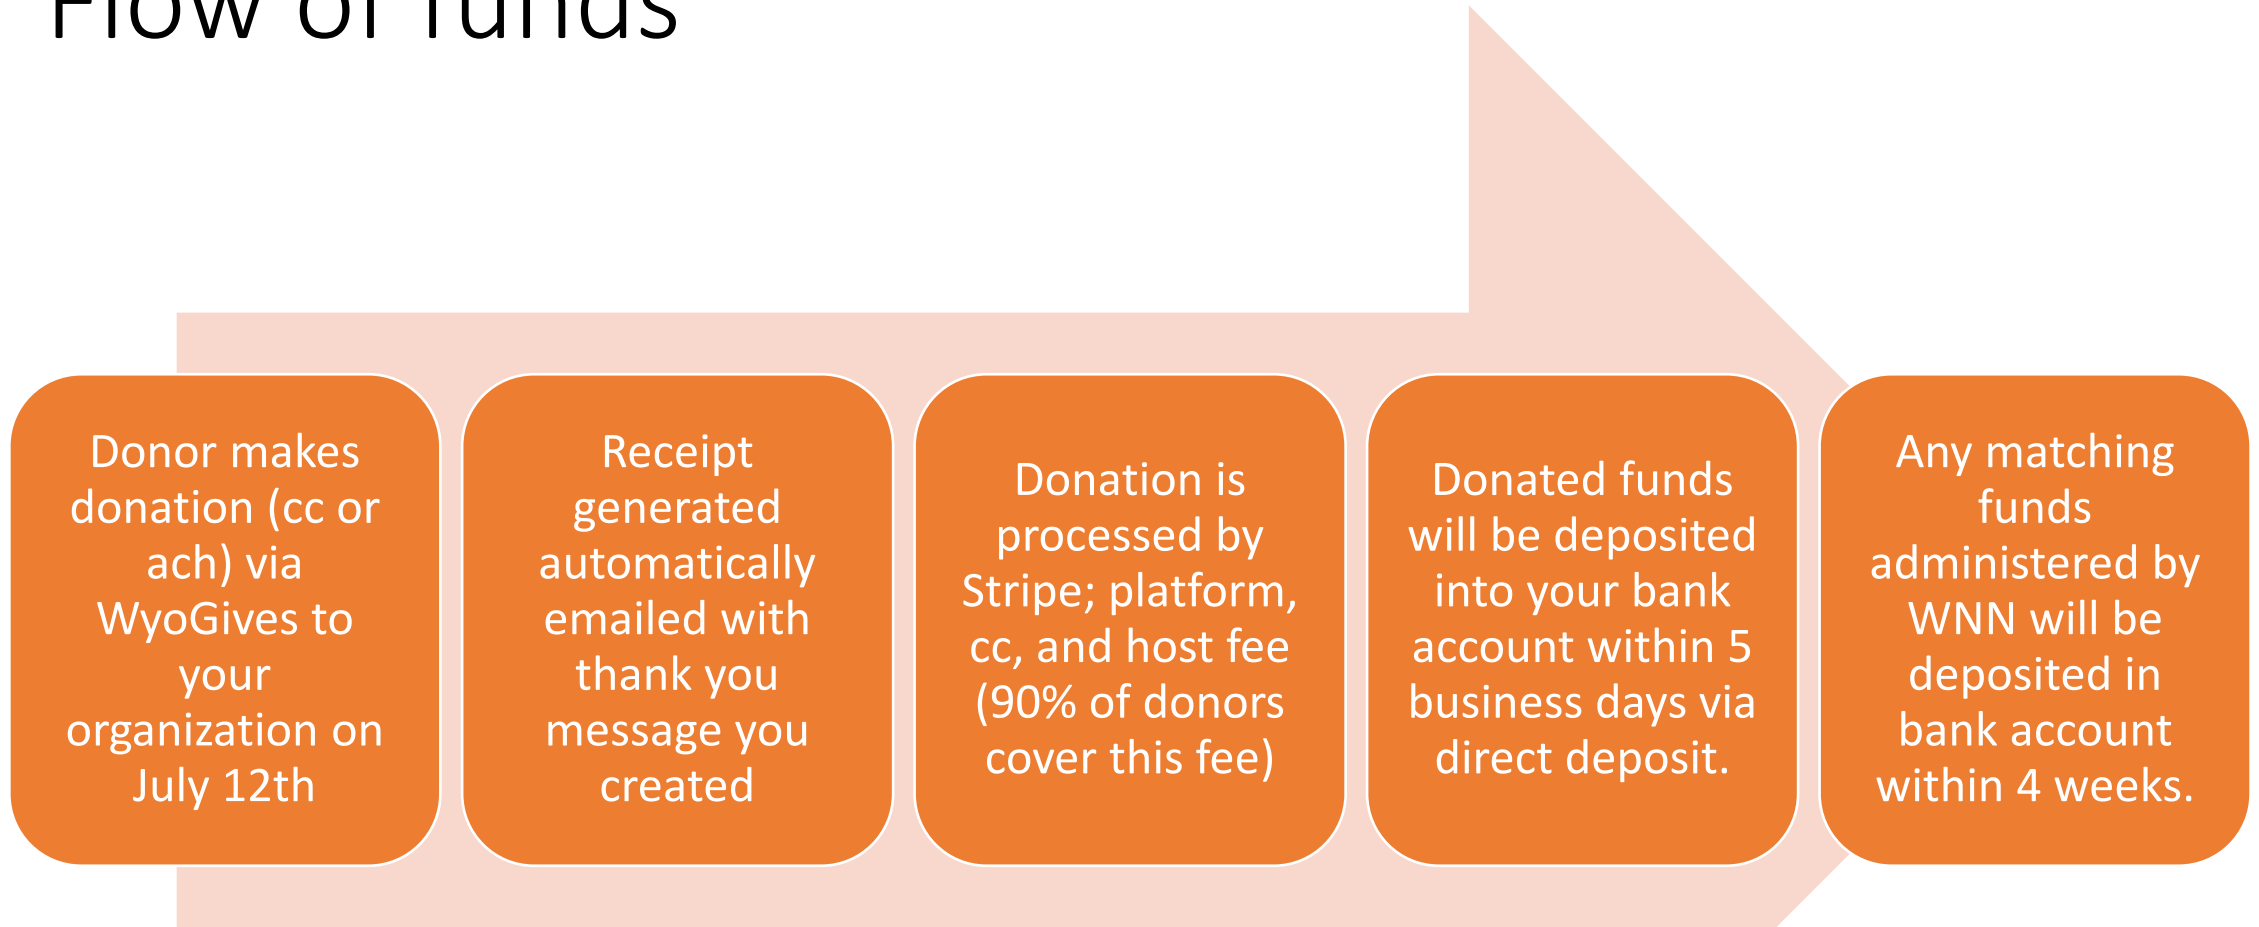 Flow of funds
Donor makes
donation (cc or
ach) via
WyoGives to
your
organization on
July 12th
Receipt
generated
automatically
emailed with
thank you
message you
created
Donation is
processed by
Stripe; platform,
cc, and host fee
(90% of donors
cover this fee)
Donated funds
will be deposited
into your bank
account within 5
business days via
direct deposit.
Any matching
funds
administered by
WNN will be
deposited in
bank account
within 4 weeks.